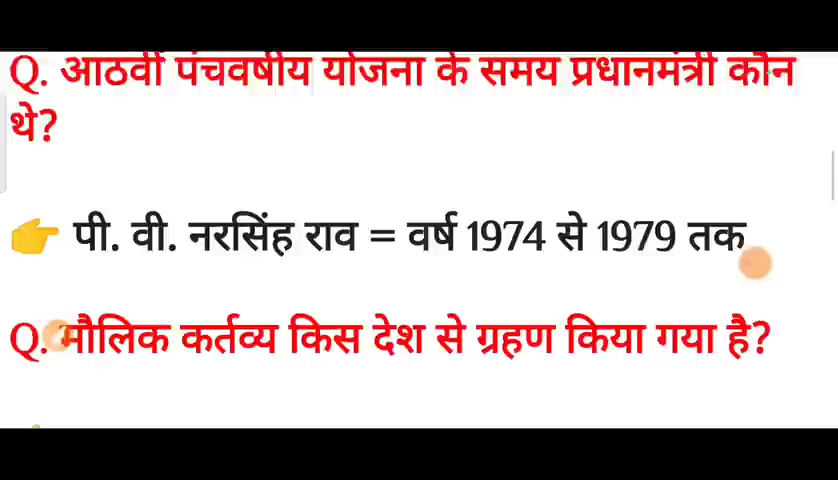 Q. आठवीं पंचवर्षीय योजना के समय प्रधानमंत्री कौन
थे?
👉 पी. वी. नरसिंह राव = वर्ष 1974 से 1979 तक
Q. मौलिक कर्तव्य किस देश से ग्रहण किया गया है?